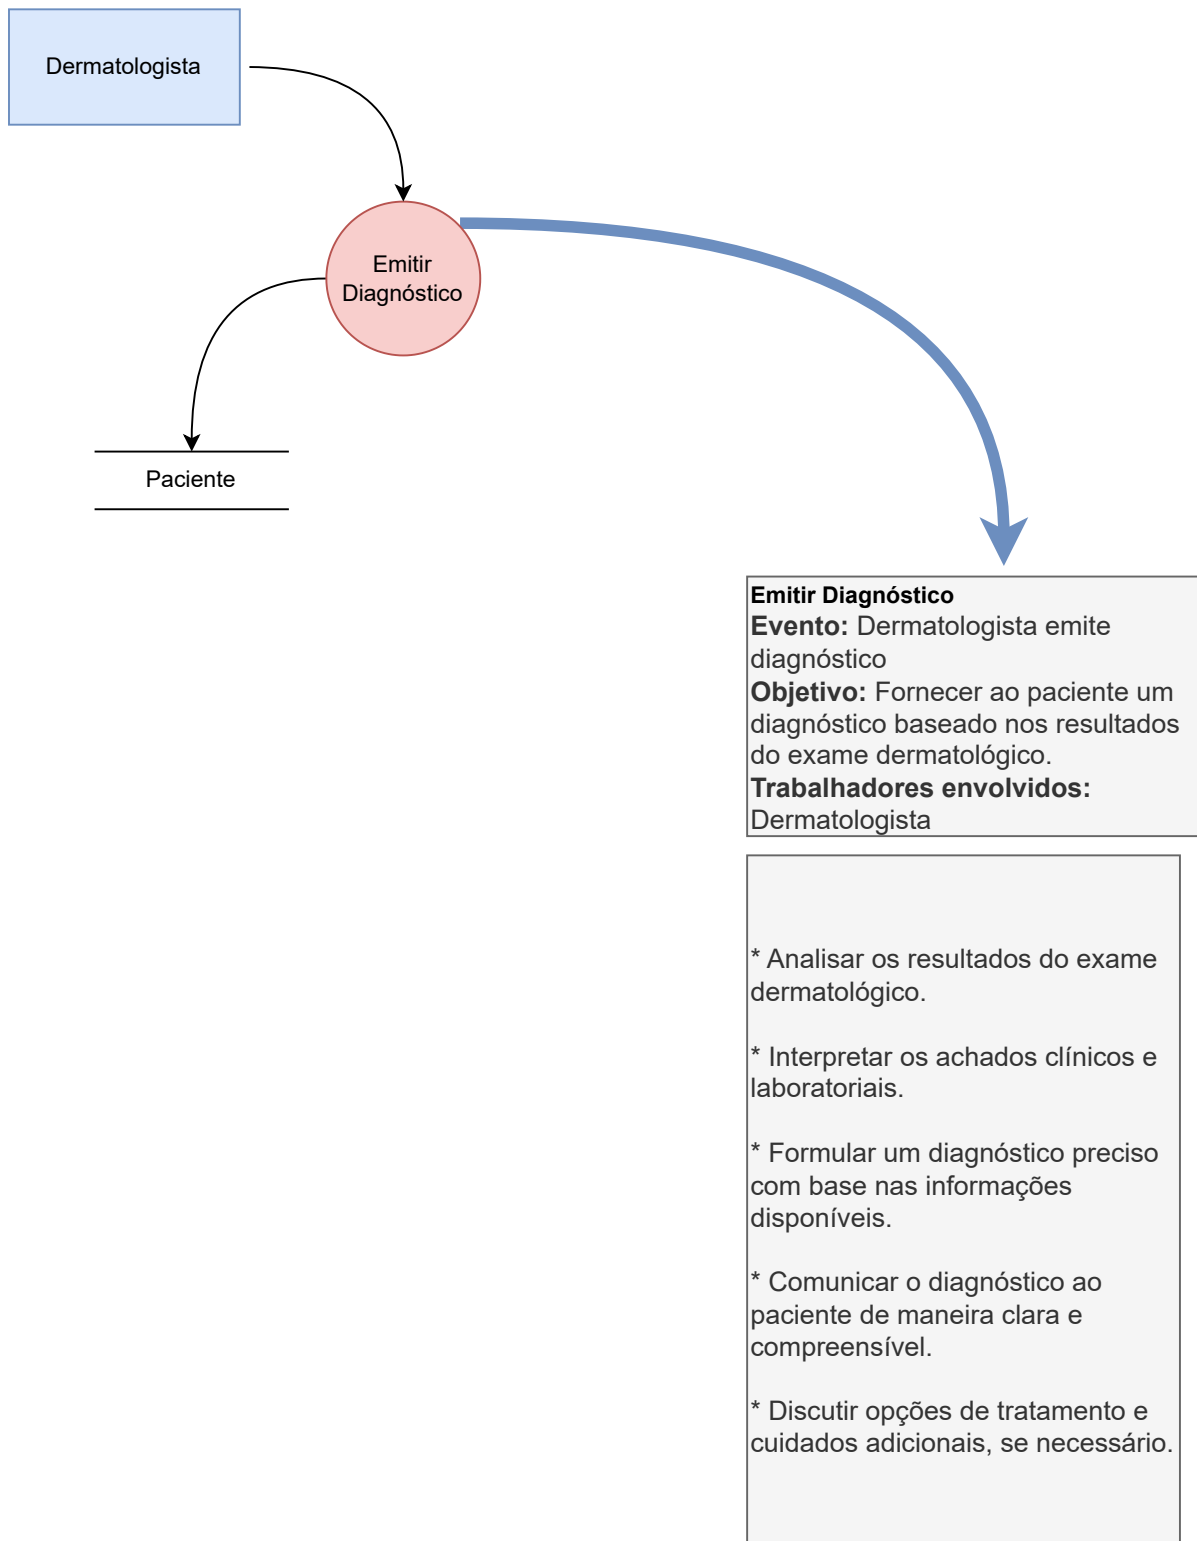 Dermatologista
Emitir
Diagnóstico
Paciente
Emitir Diagnóstico
Evento: Dermatologista emite
diagnóstico
Objetivo: Fornecer ao paciente um
diagnóstico baseado nos resultados
do exame dermatológico.
Trabalhadores envolvidos:
Dermatologista
* Analisar os resultados do exame
dermatológico.
* Interpretar os achados clínicos e
laboratoriais.
* Formular um diagnóstico preciso
com base nas informações
disponíveis.
* Comunicar o diagnóstico ao
paciente de maneira clara e
compreensível.
* Discutir opções de tratamento e
cuidados adicionais, se necessário.